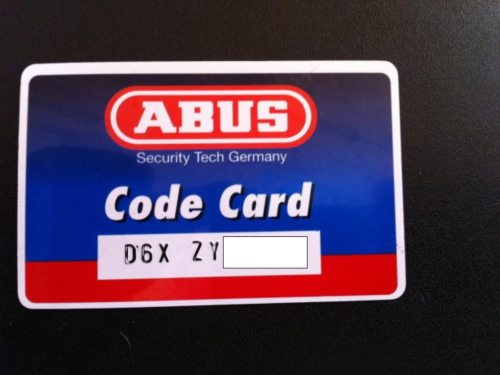 ABUS
Security Tech Germany
Code Card
D6X ZY